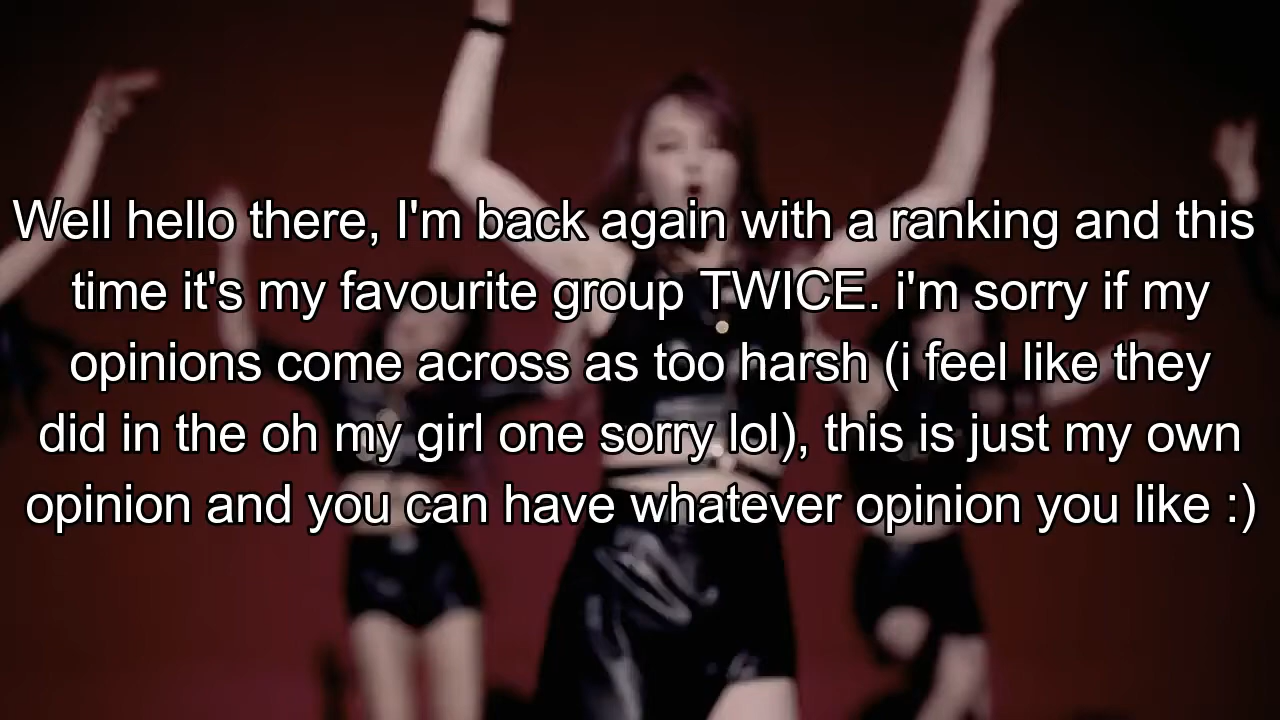 Well hello there, I'm back again with a ranking and this
time it's my favourite group TWICE. i'm sorry if my
opinions come across as too harsh (i feel like they
did in the oh my girl one sorry lol), this is just my own
opinion and you can have whatever opinion you like :)